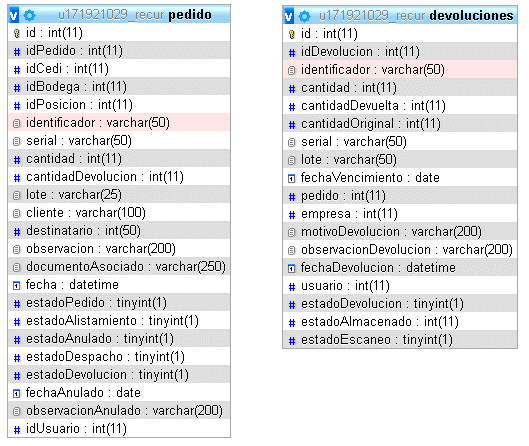 u171921029_recur pedido
id : int(11)
idPedido : int(11)
idCedi : int(11)
idBodega : int(11)
idPosicion : int(11)
identificador : varchar(50)
serial : varchar(50)
cantidad : int(11)
cantidadDevolucion : int(11)
lote : varchar(25)
cliente : varchar(100)
destinatario : int(50)
observacion : varchar(200)
documentoAsociado : varchar(250)
fecha : datetime
estadoPedido : tinyint(1)
estadoAlistamiento : tinyint(1)
estadoAnulado : tinyint(1)
estadoDespacho : tinyint(1)
estadoDevolucion : tinyint(1)
fechaAnulado : date
observacionAnulado : varchar(200)
idUsuario : int(11)
u171921029_recur devoluciones
id : int(11)
idDevolucion : int(11)
identificador : varchar(50)
cantidad : int(11)
cantidadDevuelta : int(11)
cantidadOriginal : int(11)
serial : varchar(50)
lote : varchar(50)
fechaVencimiento : date
pedido : int(11)
empresa : int(11)
motivoDevolucion : varchar(200)
observacionDevolucion : varchar(200)
fechaDevolucion : datetime
usuario : int(11)
estadoDevolucion : tinyint(1)
estadoAlmacenado : int(11)
estadoEscaneo : tinyint(1)